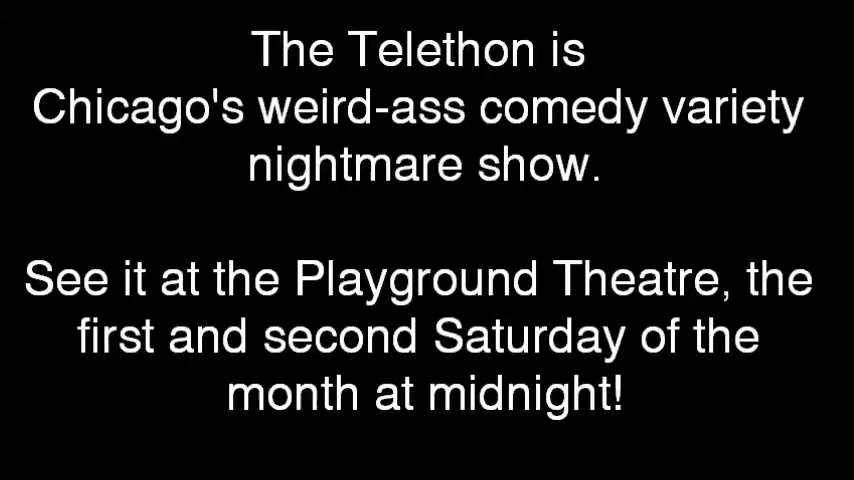 The Telethon is
Chicago's weird-ass comedy variety
nightmare show.
See it at the Playground Theatre, the
first and second Saturday of the
month at midnight!